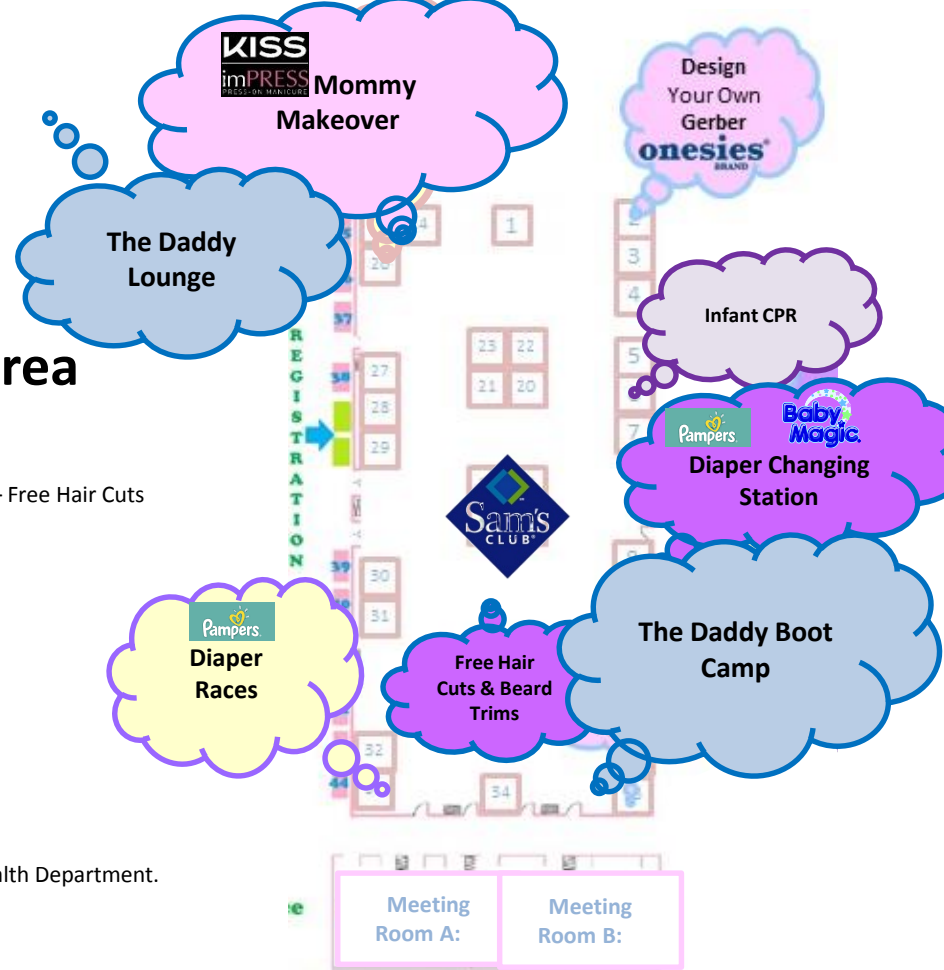 KISS
imPRESS
PRESS-ON MANICURE
Mommy
Makeover
Design
Your Own
Gerber
onesies®
BRAND
The Daddy
Lounge
4
1
2
3
4
26
37
Infant CPR
REGISTRATION
23 22
21 20
5
38
27
28
29
7
rea
Pampers.
Baby
Magic.
Diaper Changing
Station
- Free Hair Cuts
Sam's
CLUB®
39
30
31
Pampers.
Diaper
Races
Free Hair
Cuts & Beard
Trims
The Daddy Boot
Camp
32
44
34
alth Department.
Meeting
Room A:
Meeting
Room B: